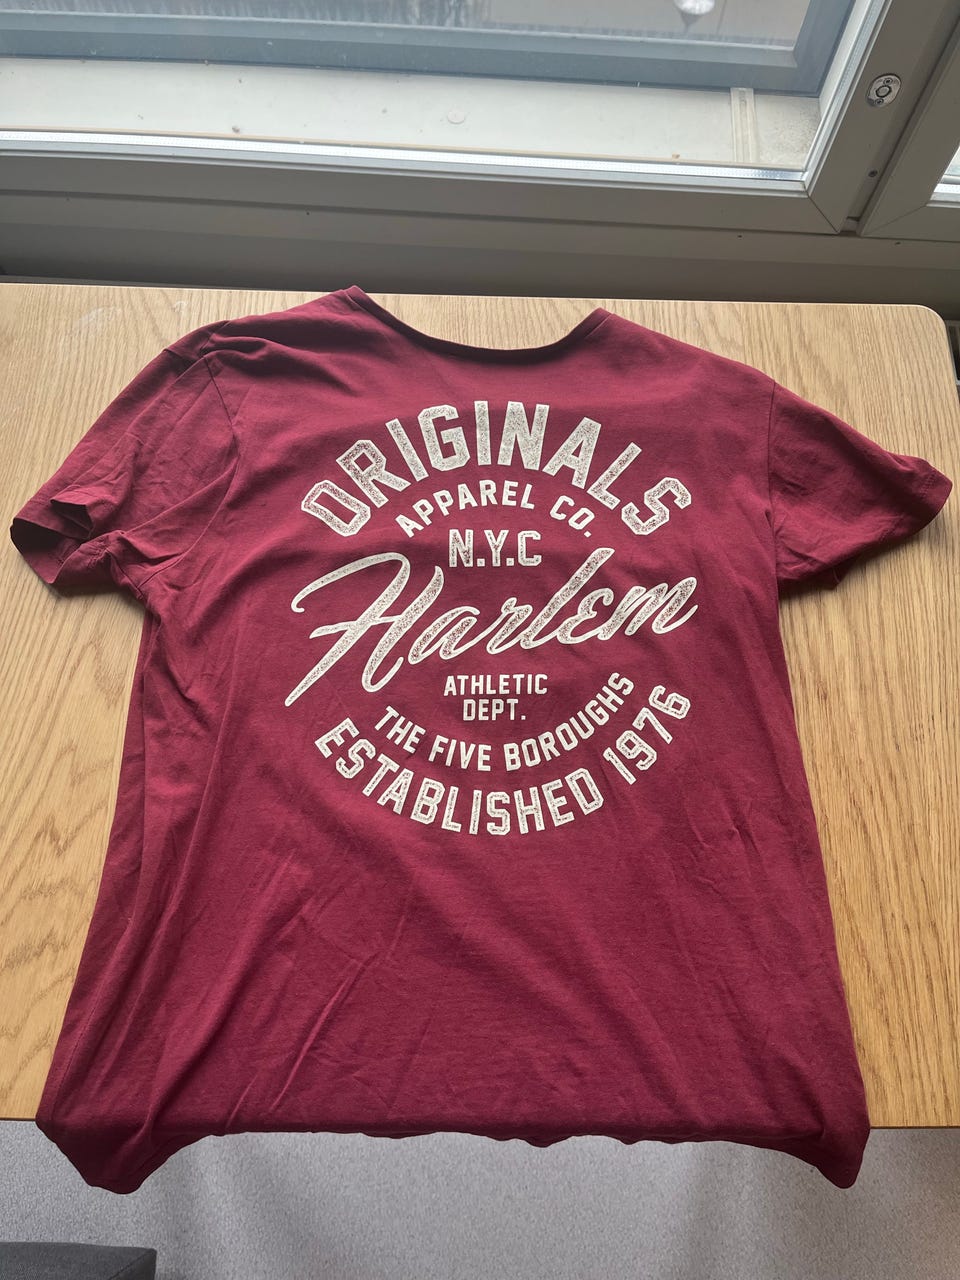 ORIGINALS
APPAREL CO.
N.Y.C
Harlem
ATHLETIC
DEPT.
THE FIVE BOROUGHS
ESTABLISHED 1976